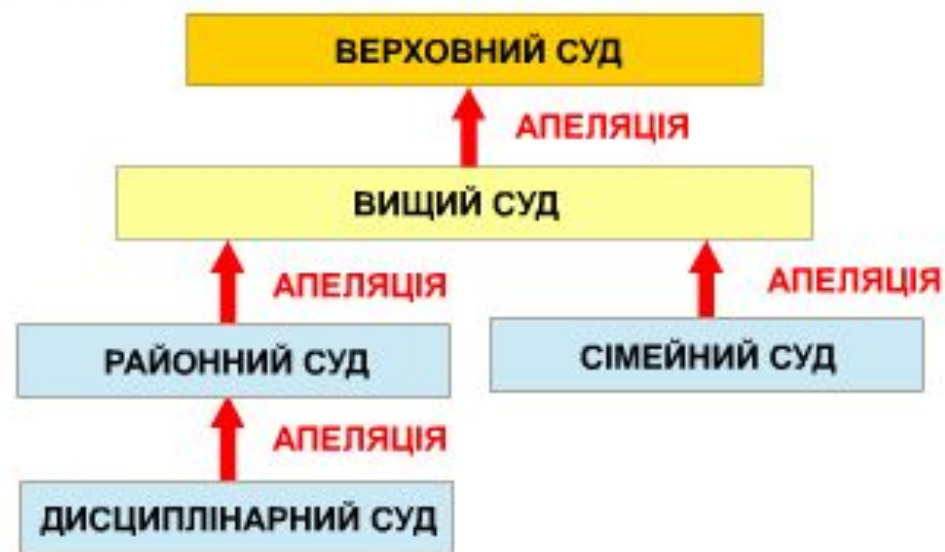 ВЕРХОВНИЙ СУД
АПЕЛЯЦІЯ
ВИЩИЙ СУД
АПЕЛЯЦІЯ
АПЕЛЯЦІЯ
РАЙОННИЙ СУД
СІМЕЙНИЙ СУД
АПЕЛЯЦІЯ
ДИСЦИПЛІНАРНИЙ СУД